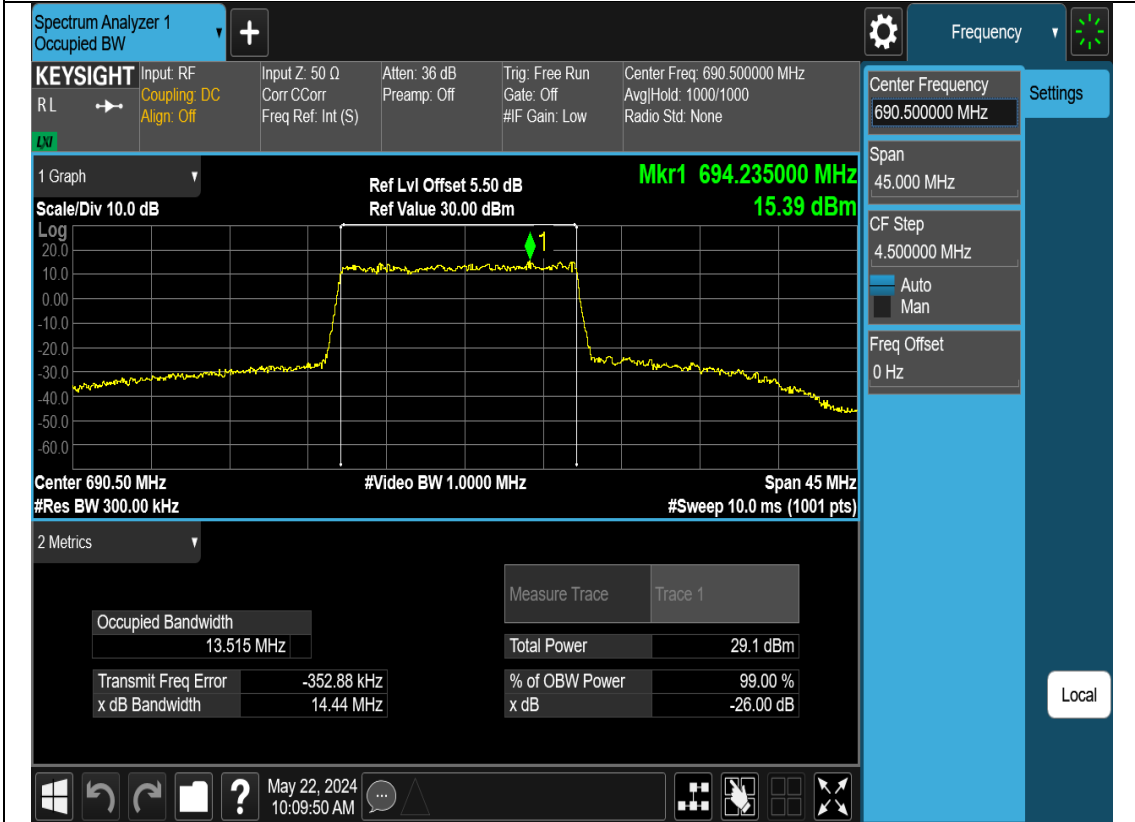 Spectrum Analyzer 1
Occupied BW
+
Frequency
KEYSIGHT
RL
LXI
Input: RF
Coupling: DC
Align: Off
Input Z: 50 Ω
Corr CCorr
Freq Ref: Int (S)
Atten: 36 dB
Preamp: Off
Trig: Free Run
Gate: Off
#IF Gain: Low
Center Freq: 690.500000 MHz
Avg|Hold: 1000/1000
Radio Std: None
Center Frequency
690.500000 MHz
Settings
Span
45.000 MHz
CF Step
4.500000 MHz
Auto
Man
Freq Offset
0 Hz
Local
1 Graph
Scale/Div 10.0 dB
Ref Lvl Offset 5.50 dB
Ref Value 30.00 dBm
Mkr1 694.235000 MHz
15.39 dBm
Log
1
20.0
10.0
0.00
-10.0
-20.0
-30.0
-40.0
-50.0
-60.0
Center 690.50 MHz
#Video BW 1.0000 MHz
Span 45 MHz
#Res BW 300.00 kHz
#Sweep 10.0 ms (1001 pts)
2 Metrics
Measure Trace Trace 1
Occupied Bandwidth
13.515 MHz
Total Power 29.1 dBm
Transmit Freq Error -352.88 kHz
% of OBW Power 99.00 %
x dB Bandwidth 14.44 MHz
x dB -26.00 dB
?
May 22, 2024
10:09:50 AM